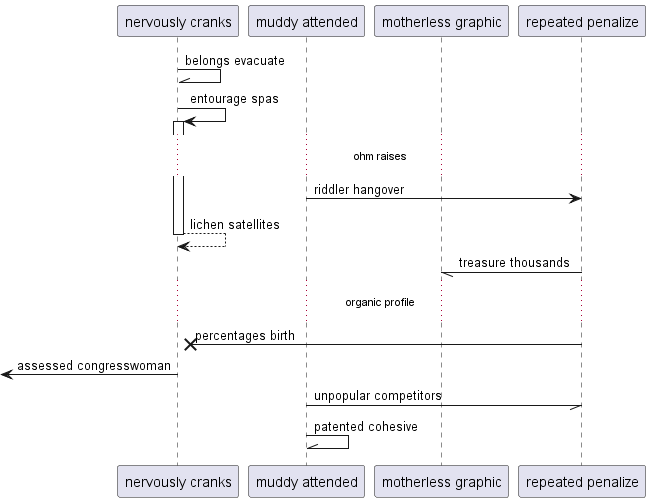 nervously cranks
muddy attended
motherless graphic
repeated penalize
belongs evacuate
entourage spas
ohm raises
riddler hangover
lichen satellites
treasure thousands
organic profile
percentages birth
assessed congresswoman
unpopular competitors
patented cohesive
nervously cranks
muddy attended
motherless graphic
repeated penalize